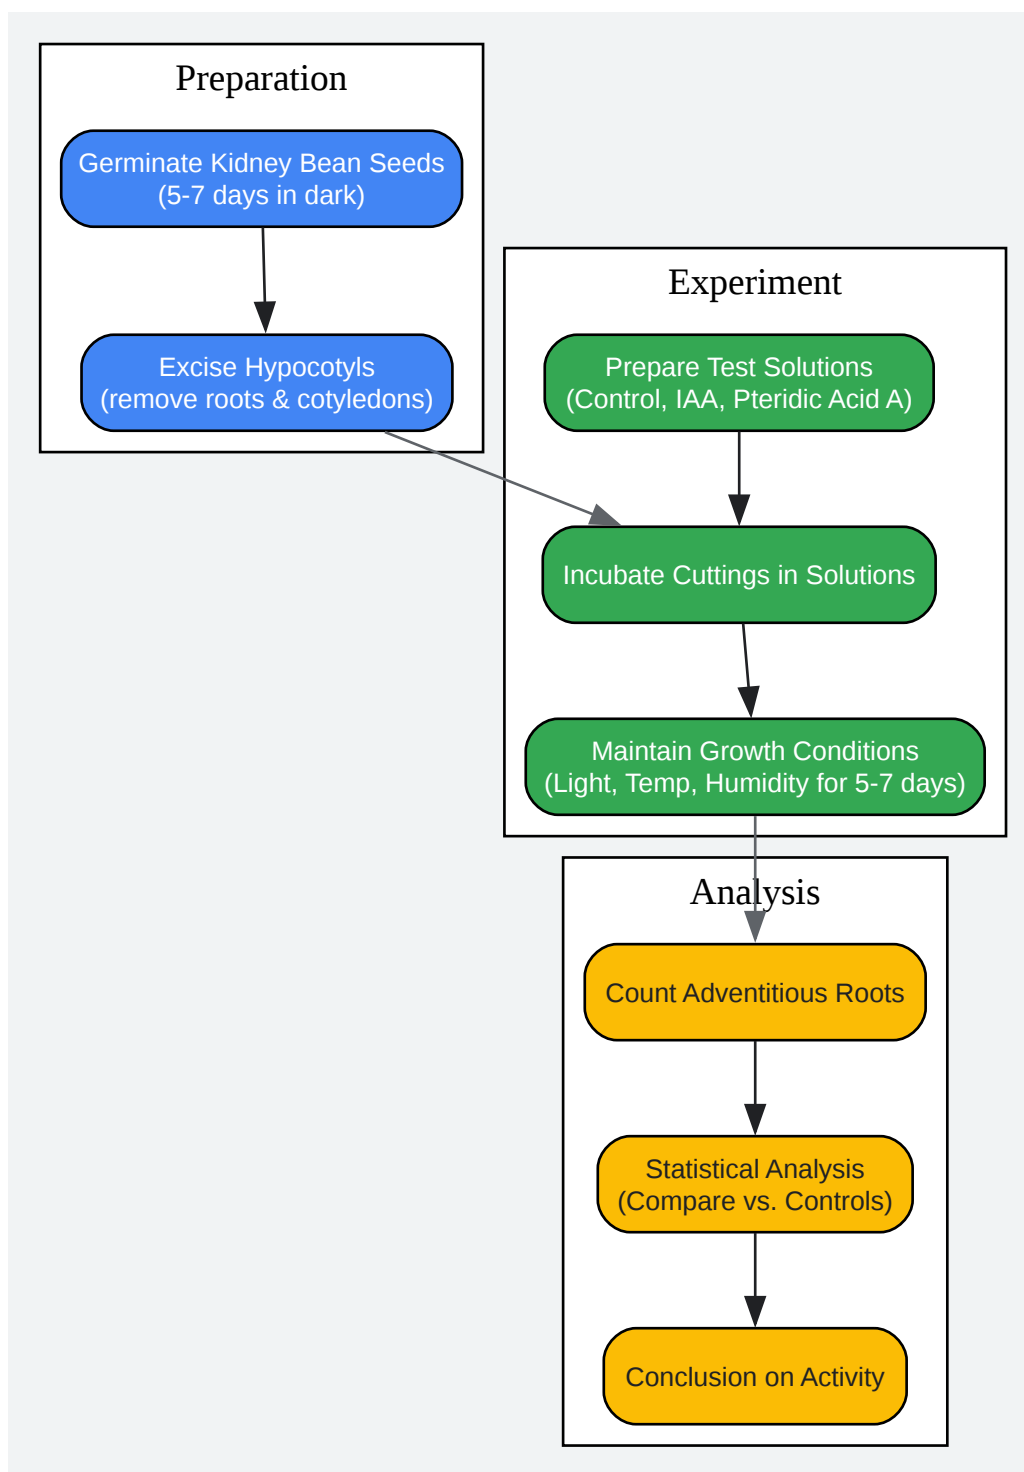 Preparation
Germinate Kidney Bean Seeds
(5-7 days in dark)
Excise Hypocotyls
(remove roots & cotyledons)
Experiment
Prepare Test Solutions
(Control, IAA, Pteridic Acid A)
Incubate Cuttings in Solutions
Maintain Growth Conditions
(Light, Temp, Humidity for 5-7 days)
Analysis
Count Adventitious Roots
Statistical Analysis
(Compare vs. Controls)
Conclusion on Activity